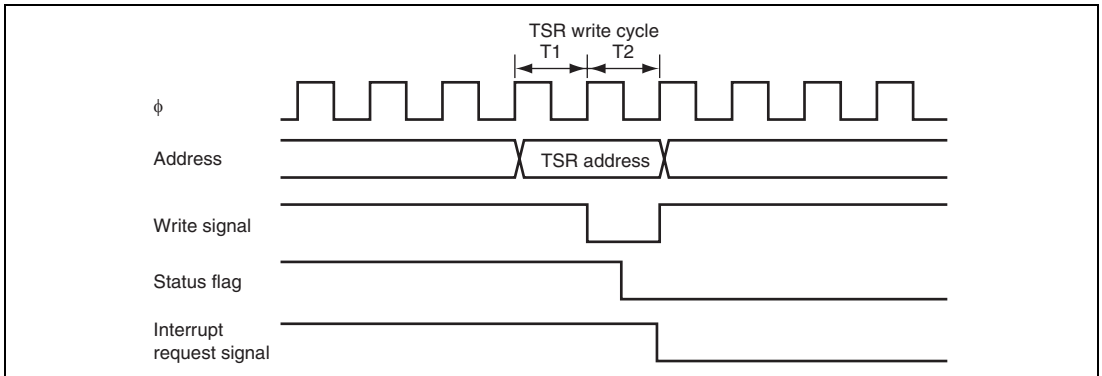 TSR write cycle
T1 T2
ϕ
Address
TSR address
Write signal
Status flag
Interrupt
request signal